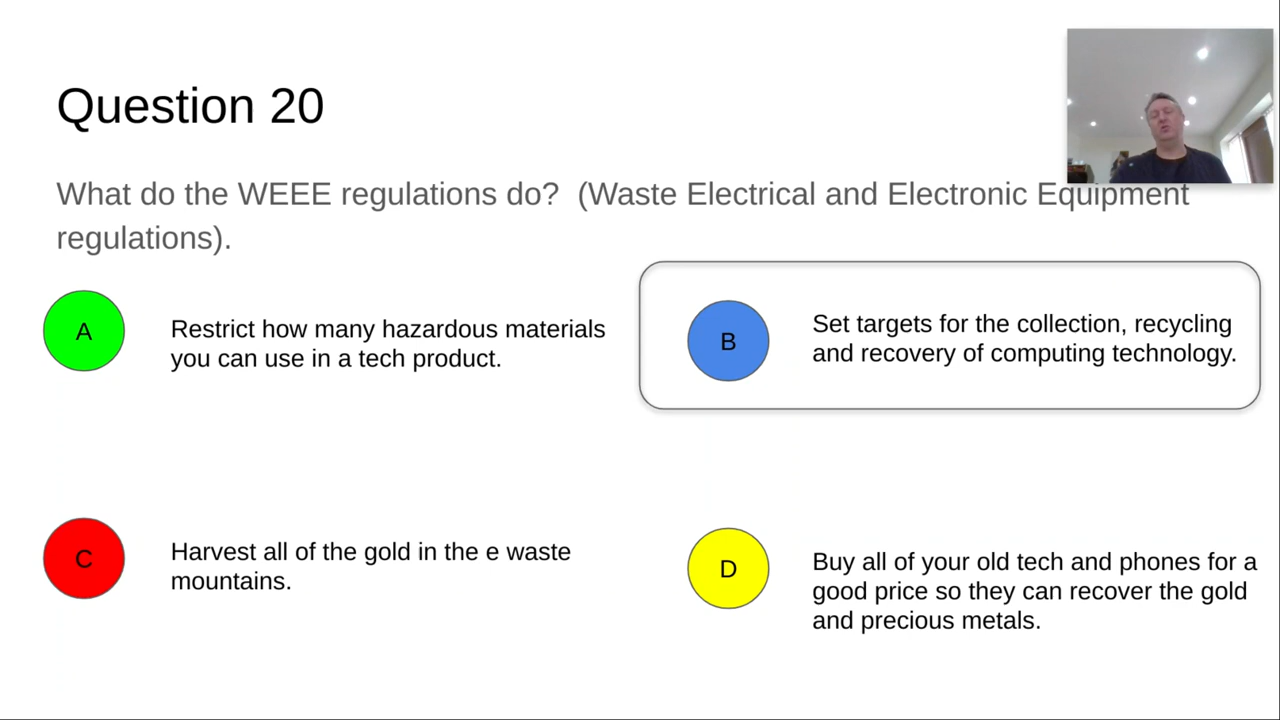 Question 20
What do the WEEE regulations do?  (Waste Electrical and Electronic Equipment
regulations).
A
Restrict how many hazardous materials
you can use in a tech product.
B
Set targets for the collection, recycling
and recovery of computing technology.
C
Harvest all of the gold in the e waste
mountains.
D
Buy all of your old tech and phones for a
good price so they can recover the gold
and precious metals.